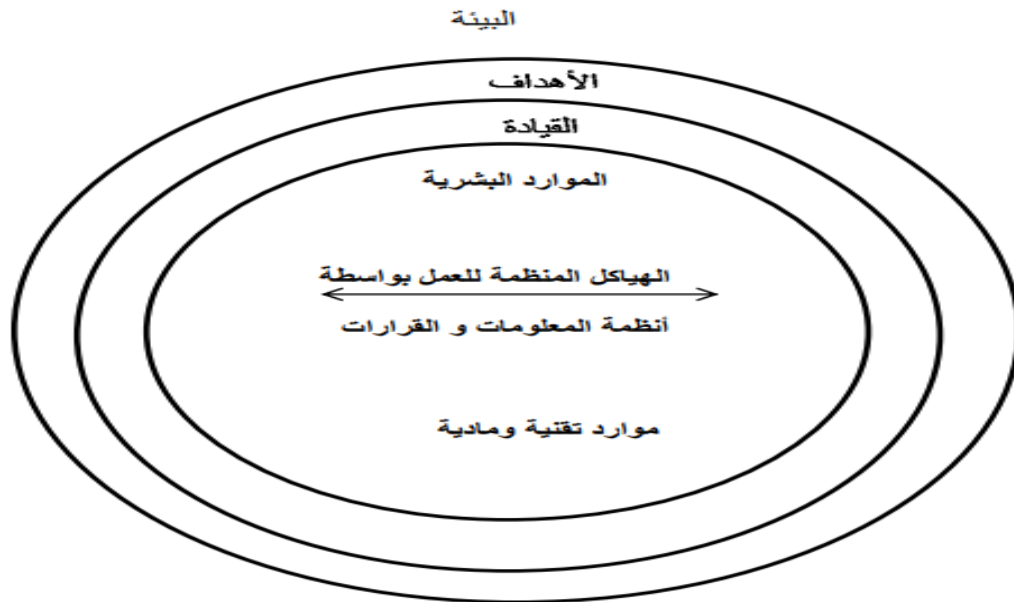 البيئة
الأهداف
القيادة
الموارد البشرية
الهياكل المنظمة للعمل بواسطة
أنظمة المعلومات و القرارات
موارد تقنية ومادية